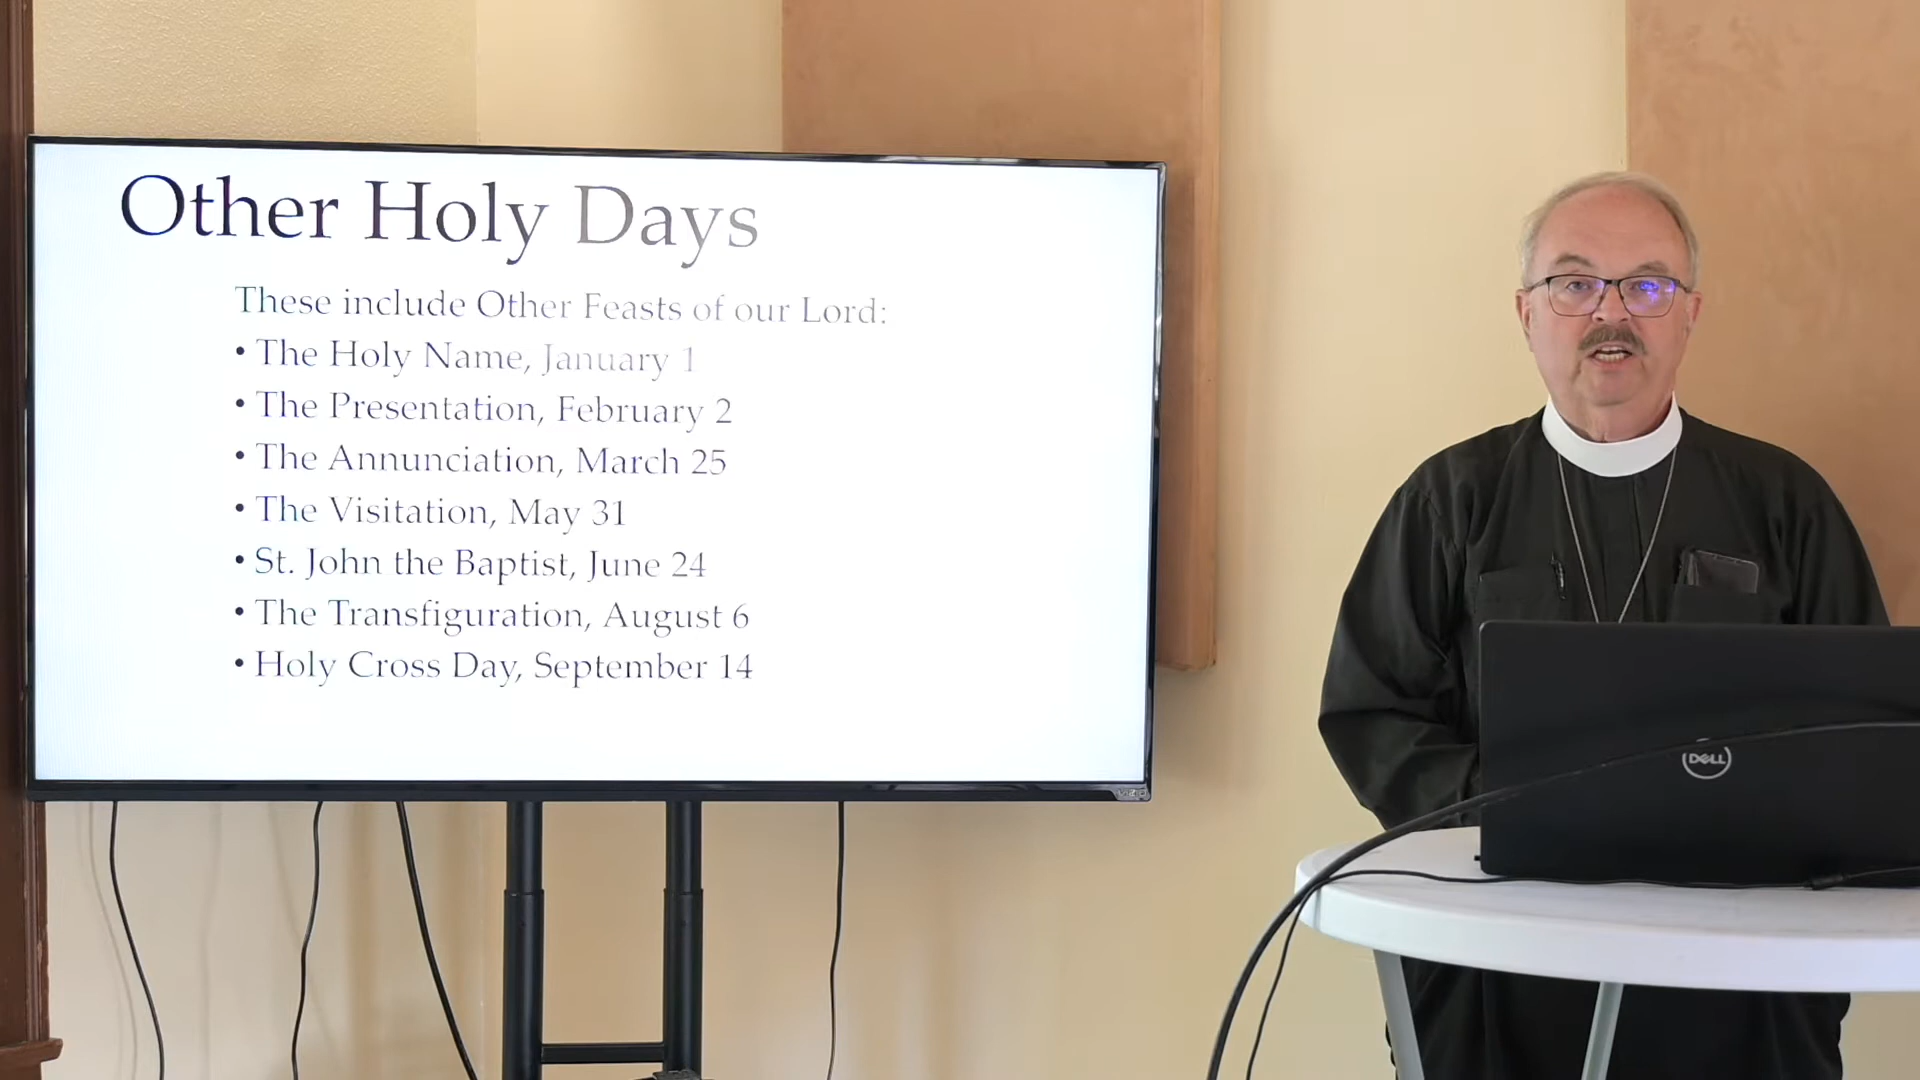 Other Holy Days
These include Other Feasts of our Lord:
• The Holy Name, January 1
• The Presentation, February 2
• The Annunciation, March 25
• The Visitation, May 31
• St. John the Baptist, June 24
• The Transfiguration, August 6
• Holy Cross Day, September 14
VIZIO
DELL